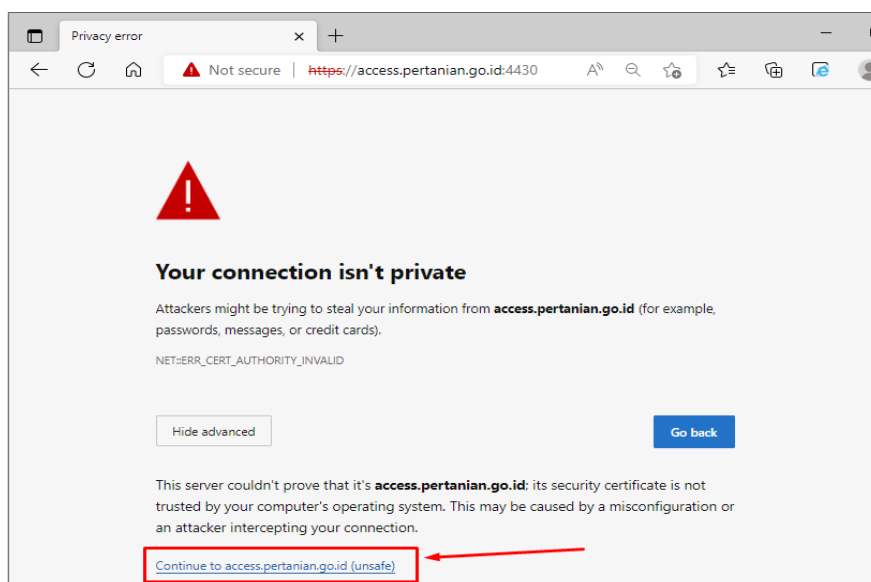 Privacy error
Not secure | https://access.pertanian.go.id:4430
Your connection isn't private
Attackers might be trying to steal your information from access.pertanian.go.id (for example,
passwords, messages, or credit cards).
NET::ERR_CERT_AUTHORITY_INVALID
Hide advanced
Go back
This server couldn't prove that it's access.pertanian.go.id; its security certificate is not
trusted by your computer's operating system. This may be caused by a misconfiguration or
an attacker intercepting your connection.
Continue to access.pertanian.go.id (unsafe)